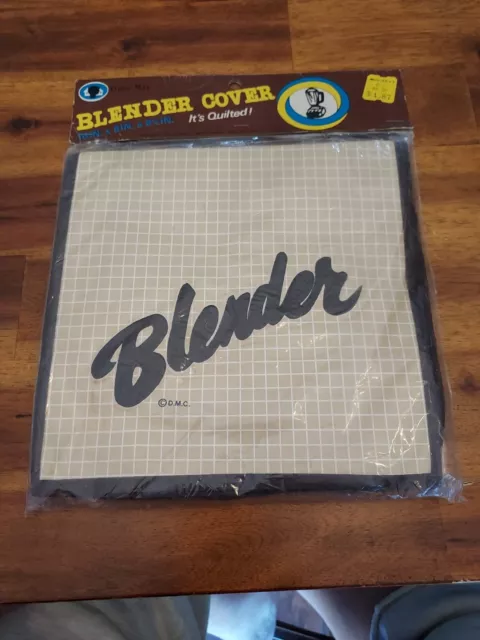 BLENDER COVER
It's Quilted!
Blender
© D.M.C.